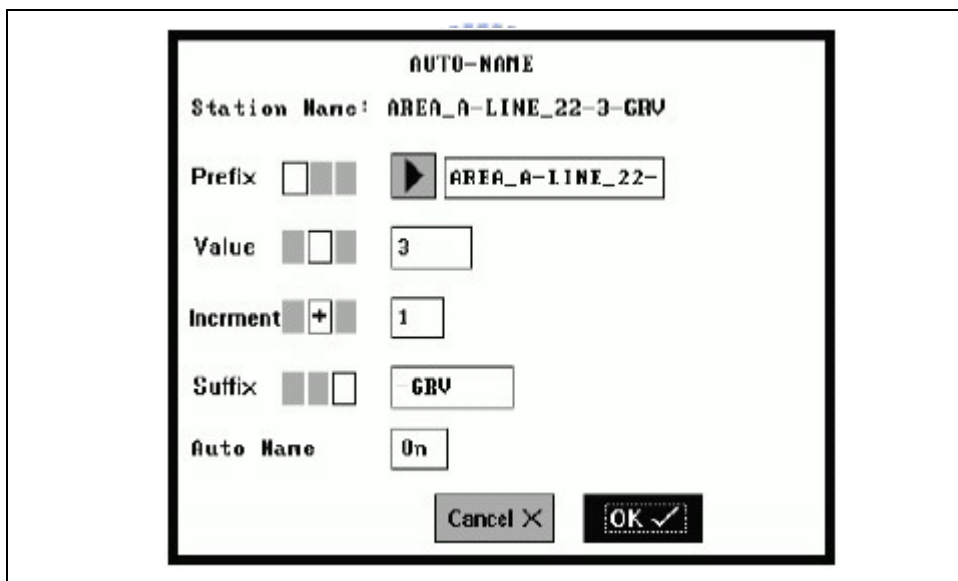 AUTO-NAME
Station Name: AREA_A-LINE_22-3-GRV
Prefix AREA_A-LINE_22-
Value 3
Incrment + 1
Suffix -GRV
Auto Name On
Cancel X OK ✓